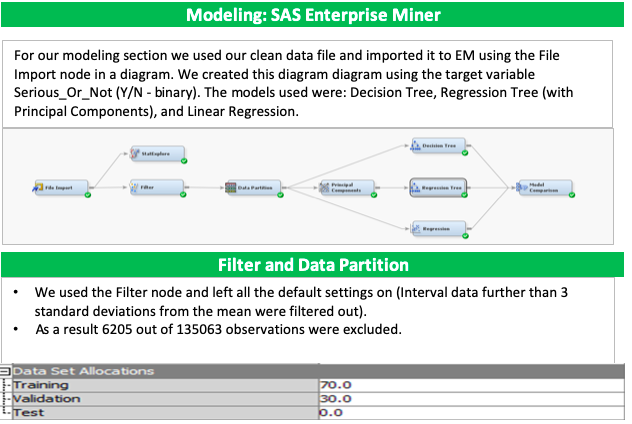 Modeling: SAS Enterprise Miner
For our modeling section we used our clean data file and imported it to EM using the File
Import node in a diagram. We created this diagram diagram using the target variable
Serious_Or_Not (Y/N - binary). The models used were: Decision Tree, Regression Tree (with
Principal Components), and Linear Regression.
StatExplore
File Import
Filter
Data Partition
Principal
Components
Decision Tree
Regression Tree
Regression
Model
Comparison
Filter and Data Partition
• We used the Filter node and left all the default settings on (Interval data further than 3
standard deviations from the mean were filtered out).
• As a result 6205 out of 135063 observations were excluded.
Data Set Allocations
Training 70.0
Validation 30.0
Test 0.0